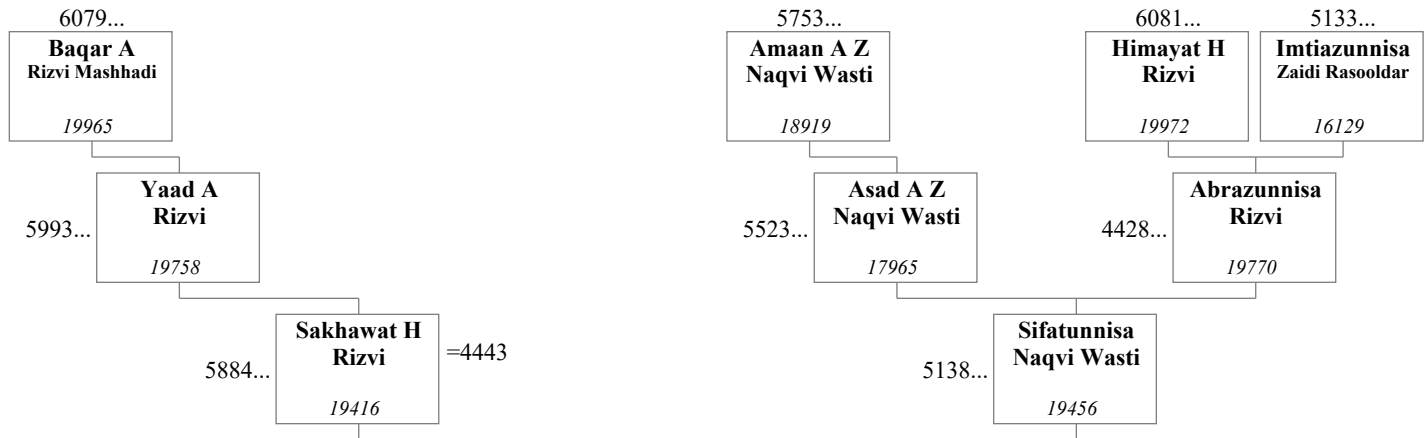 6079...
Baqar A
Rizvi Mashhadi
19965
5753...
Amaan A Z
Naqvi Wasti
18919
6081...
Himayat H
Rizvi
19972
5133...
Imtiazunnisa
Zaidi Rasooldar
16129
5993...
Yaad A
Rizvi
19758
5523...
Asad A Z
Naqvi Wasti
17965
4428...
Abrazunnisa
Rizvi
19770
5884...
Sakhawat H
Rizvi
19416
=4443
5138...
Sifatunnisa
Naqvi Wasti
19456